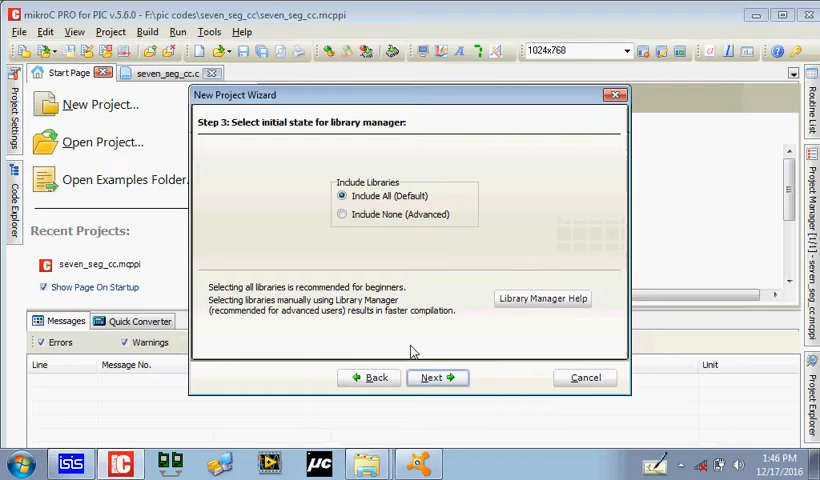 mikroC PRO for PIC v.5.6.0 - F:\pic codes\seven_seg_cc\seven_seg_cc.mcppi
File Edit View Project Build Run Tools Help
1024x768
Start Page seven_seg_cc.c
New Project Wizard
Step 3: Select initial state for library manager:
Include Libraries
Include All (Default)
Include None (Advanced)
Selecting all libraries is recommended for beginners.
Selecting libraries manually using Library Manager
(recommended for advanced users) results in faster compilation.
Library Manager Help
Back Next Cancel
New Project...
Open Project...
Open Examples Folder.
Recent Projects:
seven_seg_cc.mcppi
Show Page On Startup
Project Settings
Code Explorer
Routine List
Project Manager [1/1] -
Project Explorer
Messages Quick Converter
Errors Warnings
Line Message No. Unit
isis
µC
1:46 PM
12/17/2016